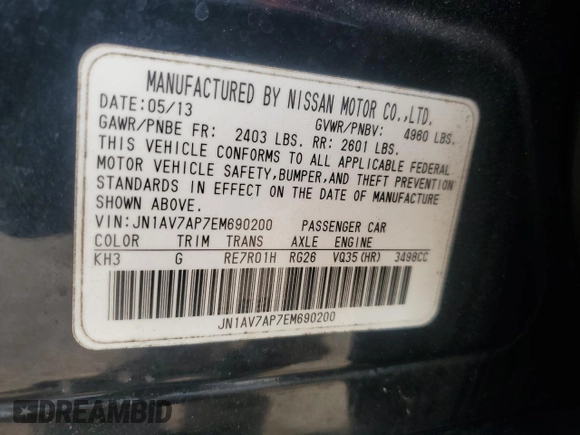 MANUFACTURED BY NISSAN MOTOR CO.,LTD.
DATE:05/13 GVWR/PNBV: 4960 LBS.
GAWR/PNBE FR: 2403 LBS. RR: 2601 LBS.
THIS VEHICLE CONFORMS TO ALL APPLICABLE FEDERAL
MOTOR VEHICLE SAFETY,BUMPER,AND THEFT PREVENTION
STANDARDS IN EFFECT ON THE DATE OF MANUFACTURE
SHOWN ABOVE.
VIN:JN1AV7AP7EM690200 PASSENGER CAR
COLOR TRIM TRANS AXLE ENGINE
KH3 G RE7R01H RG26 VQ35(HR) 3498CC
JN1AV7AP7EM690200
DREAMBID